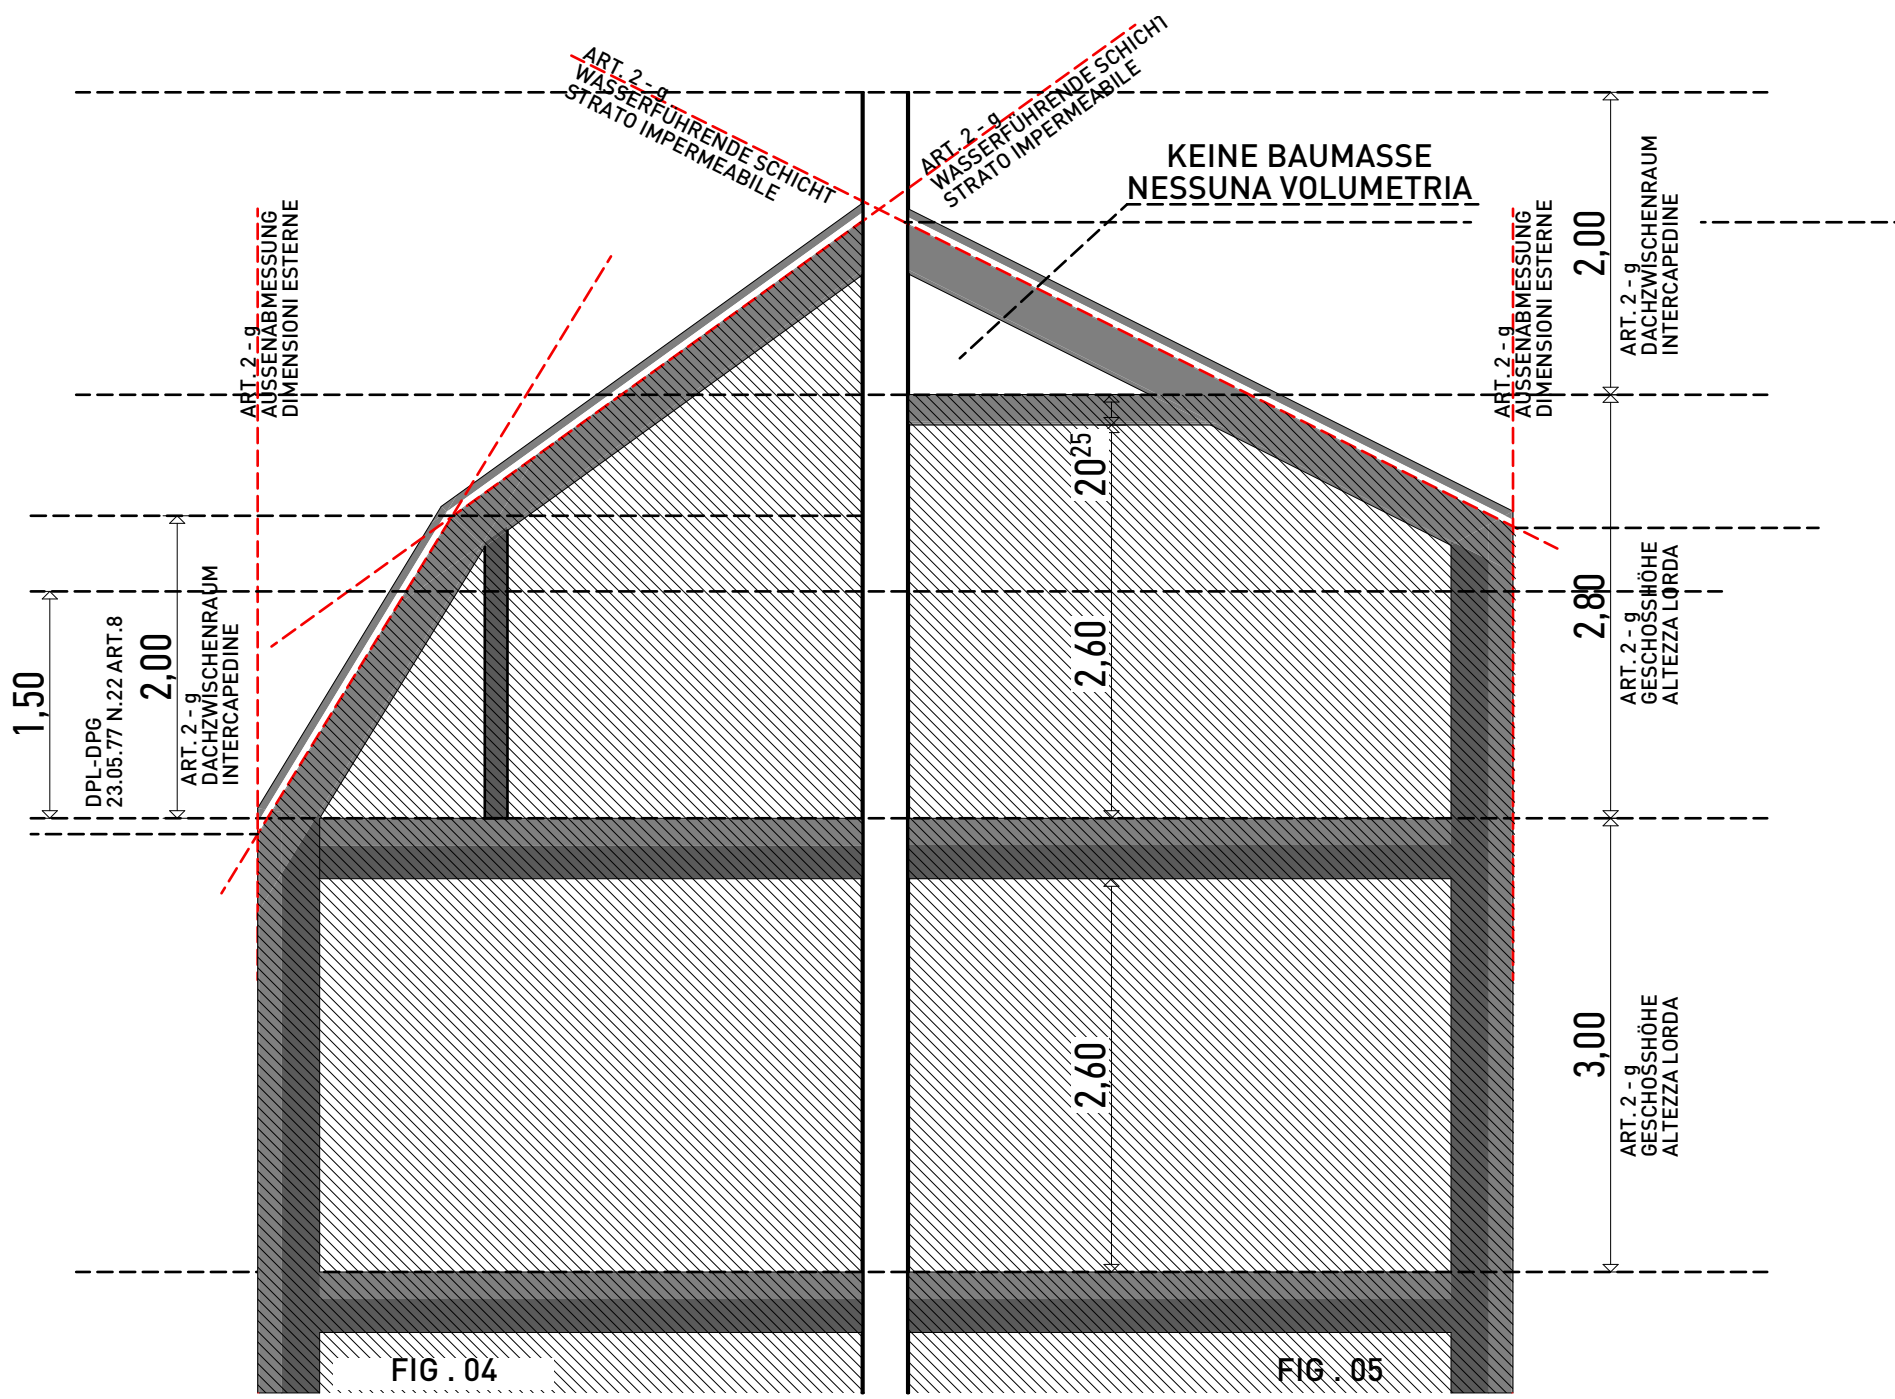 ART. 2 - g
WASSERFÜHRENDE SCHICHT
STRATO IMPERMEABILE
ART. 2 - g
WASSERFÜHRENDE SCHICHT
STRATO IMPERMEABILE
KEINE BAUMASSE
NESSUNA VOLUMETRIA
ART. 2 - g
AUSSENABMESSUNG
DIMENSIONI ESTERNE
ART. 2 - g
AUSSENABMESSUNG
DIMENSIONI ESTERNE
2,00
ART. 2 - g
DACHZWISCHENRAUM
INTERCAPEDINE
20 25
2,60
2,80
ART. 2 - g
GESCHOSSHÖHE
ALTEZZA LORDA
1,50
DPL-DPG
23.05.77 N.22 ART.8
2,00
ART. 2 - g
DACHZWISCHENRAUM
INTERCAPEDINE
2,60
3,00
ART. 2 - g
GESCHOSSHÖHE
ALTEZZA LORDA
FIG . 04
FIG . 05